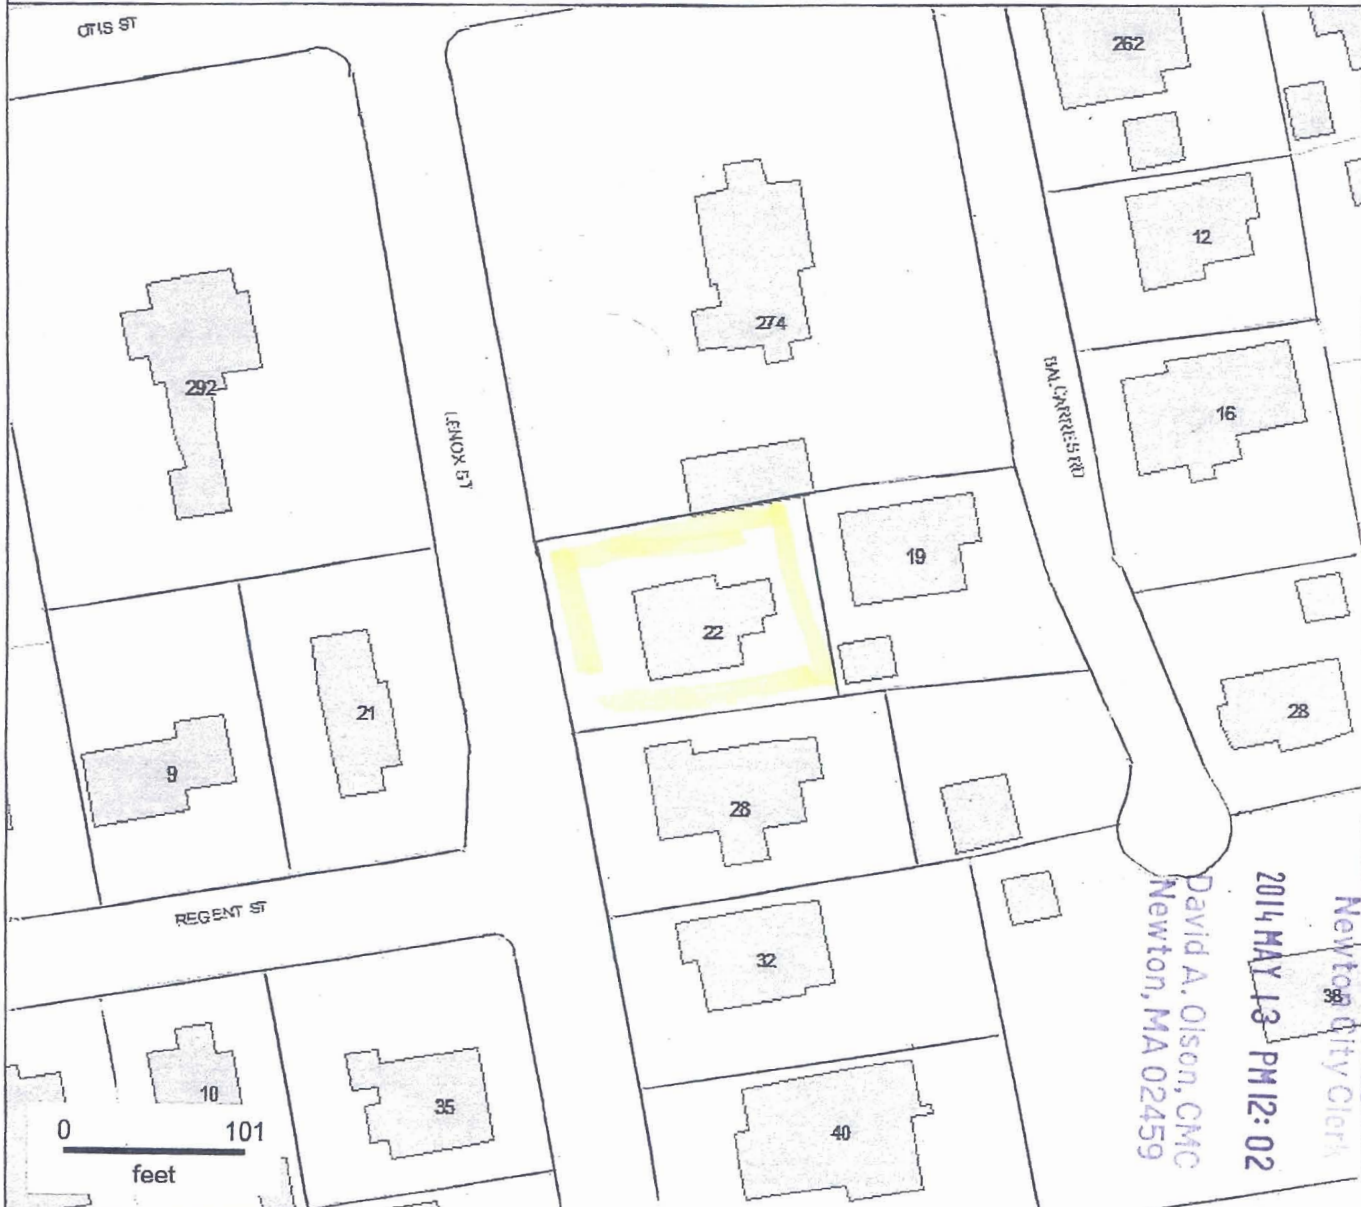 OTIS ST
262
12
274
292
16
LENOX ST
BALCARRES RD
19
22
21
28
9
28
REGENT ST
32
38
10
35
40
0 101
feet
Newton City Clerk
2014 MAY 13 PM 12:02
David A. Olson, CMC
Newton, MA 02459